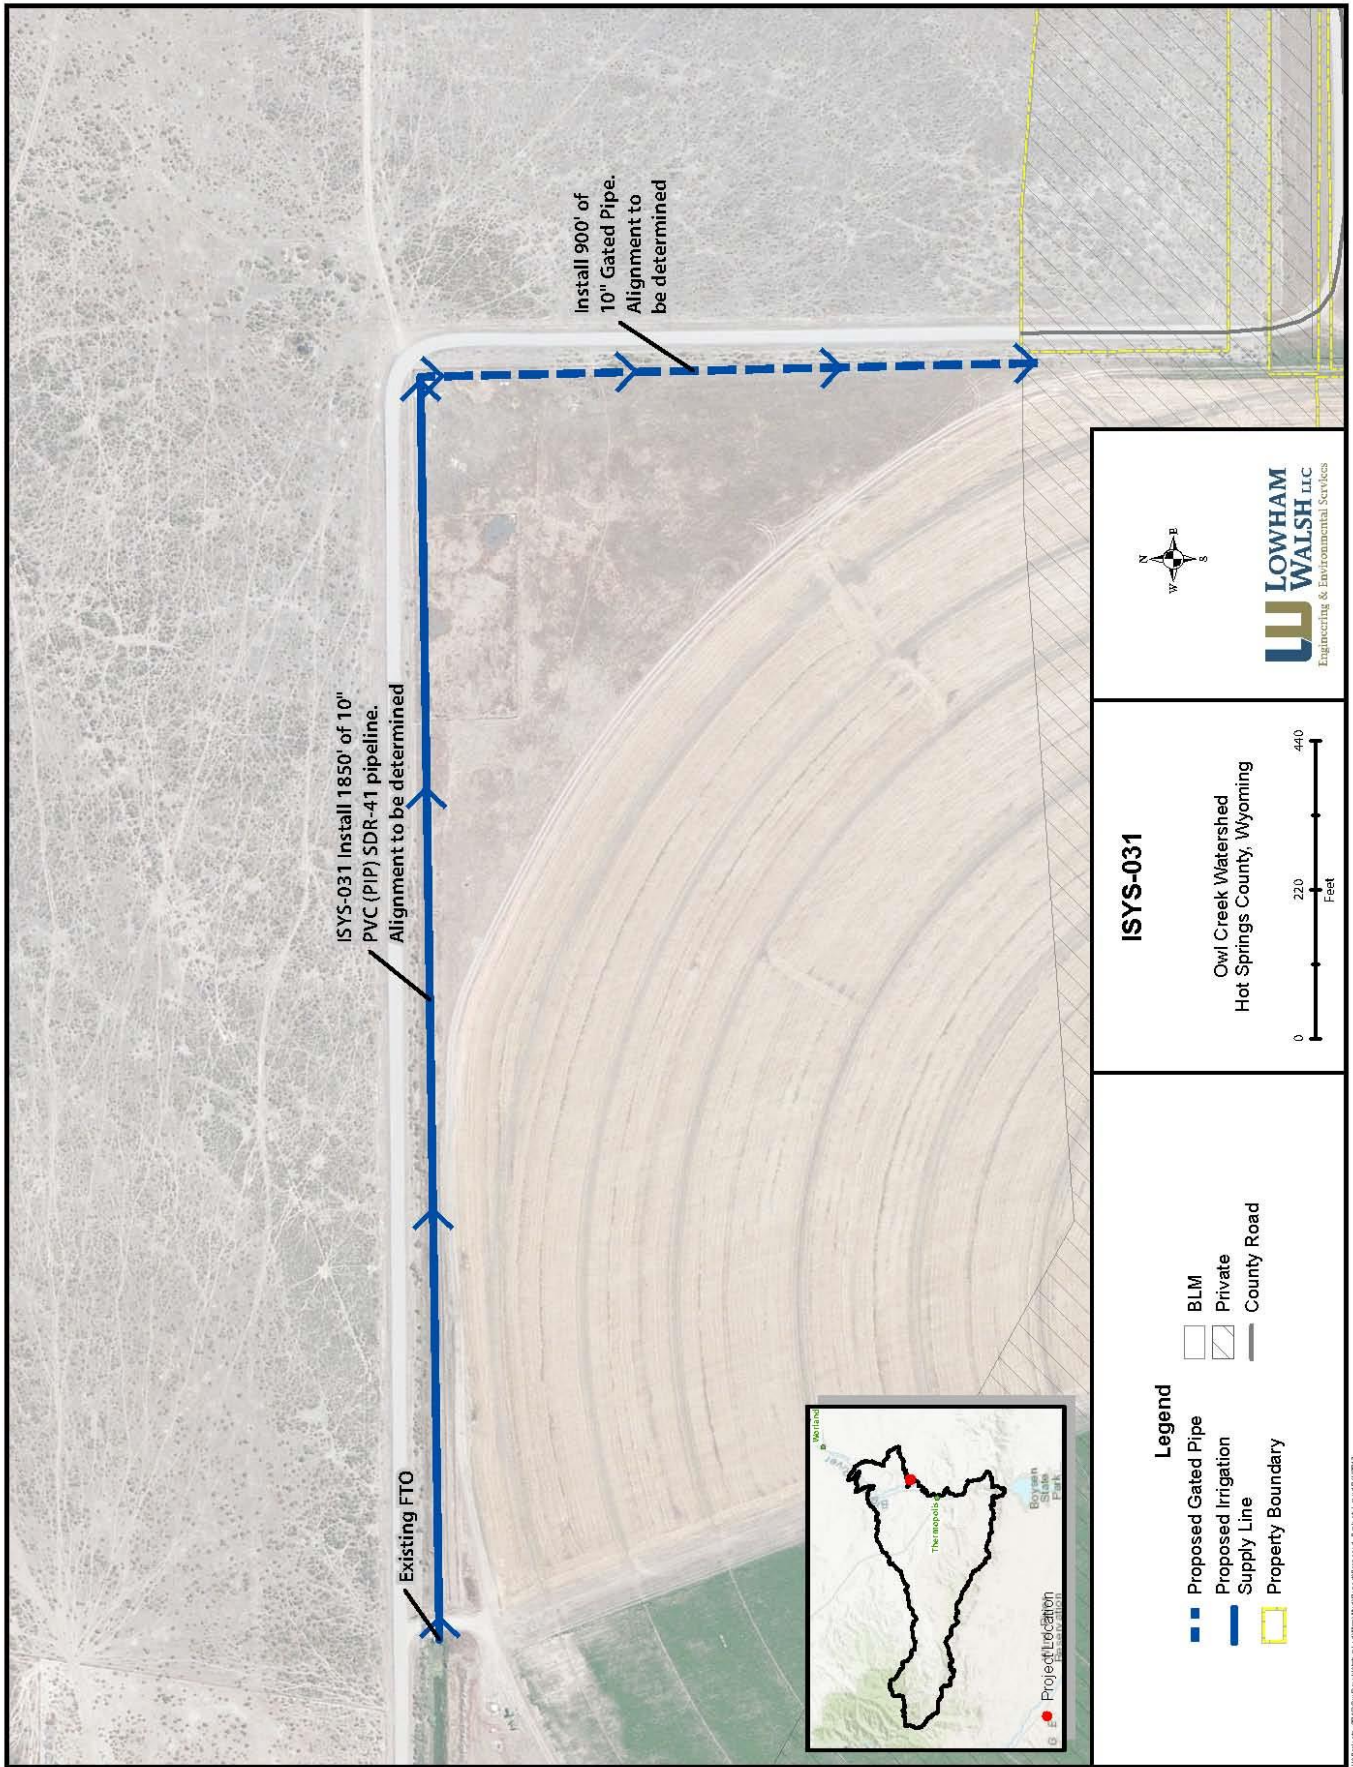 Existing FTO
ISYS-031 Install 1850' of 10"
PVC (PIP) SDR-41 pipeline.
Alignment to be determined
Install 900' of
10" Gated Pipe.
Alignment to
be determined
Worland
Thermopolis
Boysen
State
Park
Project Location
Reservation
Legend
Proposed Gated Pipe
Proposed Irrigation
Supply Line
Property Boundary
BLM
Private
County Road
ISYS-031
Owl Creek Watershed
Hot Springs County, Wyoming
0 220 440
Feet
N
W E
S
LOWHAM
WALSH LLC
Engineering & Environmental Services